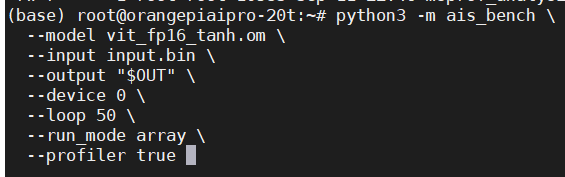 (base) root@orangepiaipro-20t:~# python3 -m ais_bench \
--model vit_fp16_tanh.om \
--input input.bin \
--output "$OUT" \
--device 0 \
--loop 50 \
--run_mode array \
--profiler true